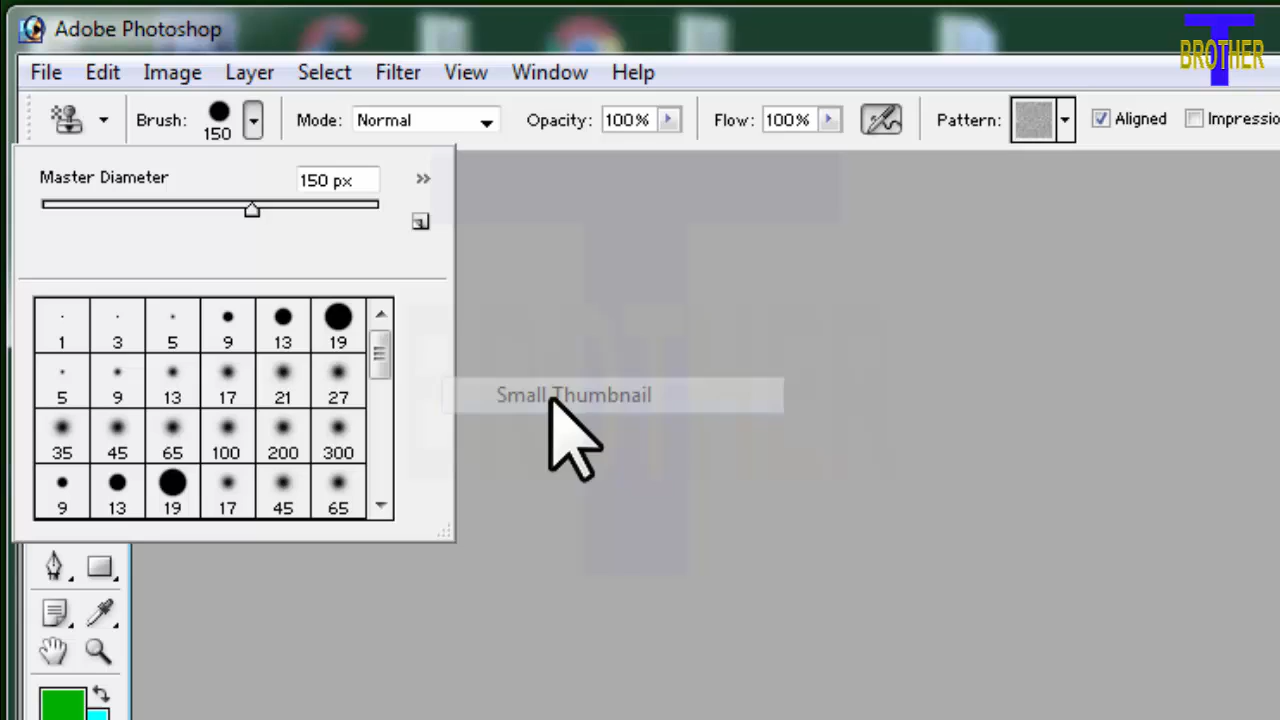 Adobe Photoshop
T
BROTHER
File Edit Image Layer Select Filter View Window Help
Brush: 150 Mode: Normal Opacity: 100% Flow: 100% Pattern: Aligned Impressio
Master Diameter 150 px
Small Thumbnail
1 3 5 9 13 19
5 9 13 17 21 27
35 45 65 100 200 300
9 13 19 17 45 65